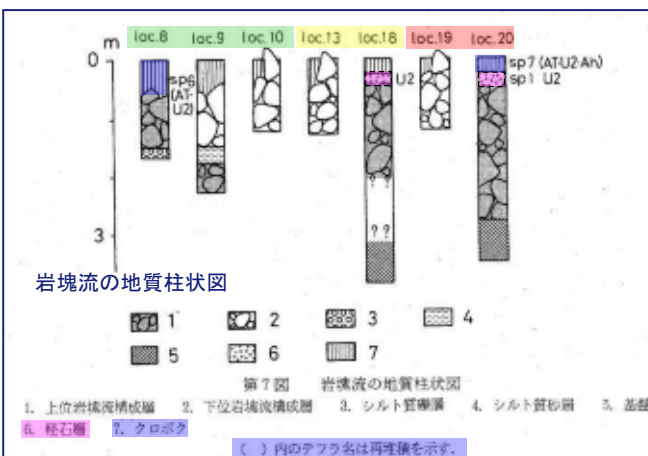 loc.8 loc.9 loc.10 loc.13 loc.18 loc.19 loc.20
m
0
sp6
(AT-
U2)
U2
sp7 (AT-U2-Ah)
sp1 U2
? ?
3
? ?
岩塊流の地質柱状図
1 2 3 4
5 6 7
第7図 岩塊流の地質柱状図
1. 上位岩塊流構成層 2. 下位岩塊流構成層 3. シルト質礫層 4. シルト質砂層 5. 基盤
6. 軽石層 7. クロボク
( ) 内のテフラ名は再堆積を示す.